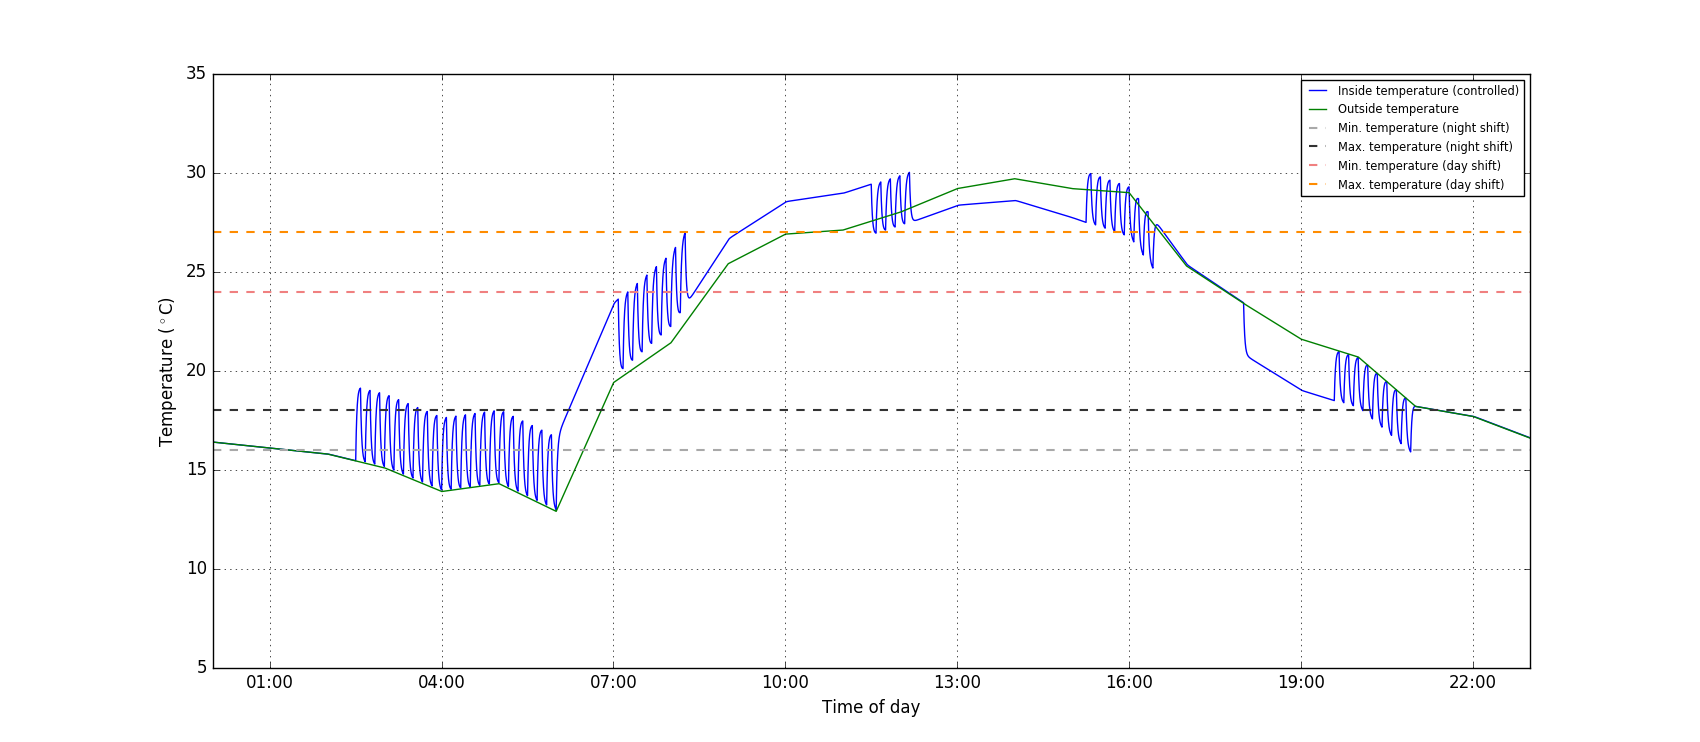 35
30
25
20
15
10
5
Temperature (°C)
01:00 04:00 07:00 10:00 13:00 16:00 19:00 22:00
Time of day
Inside temperature (controlled)
Outside temperature
Min. temperature (night shift)
Max. temperature (night shift)
Min. temperature (day shift)
Max. temperature (day shift)